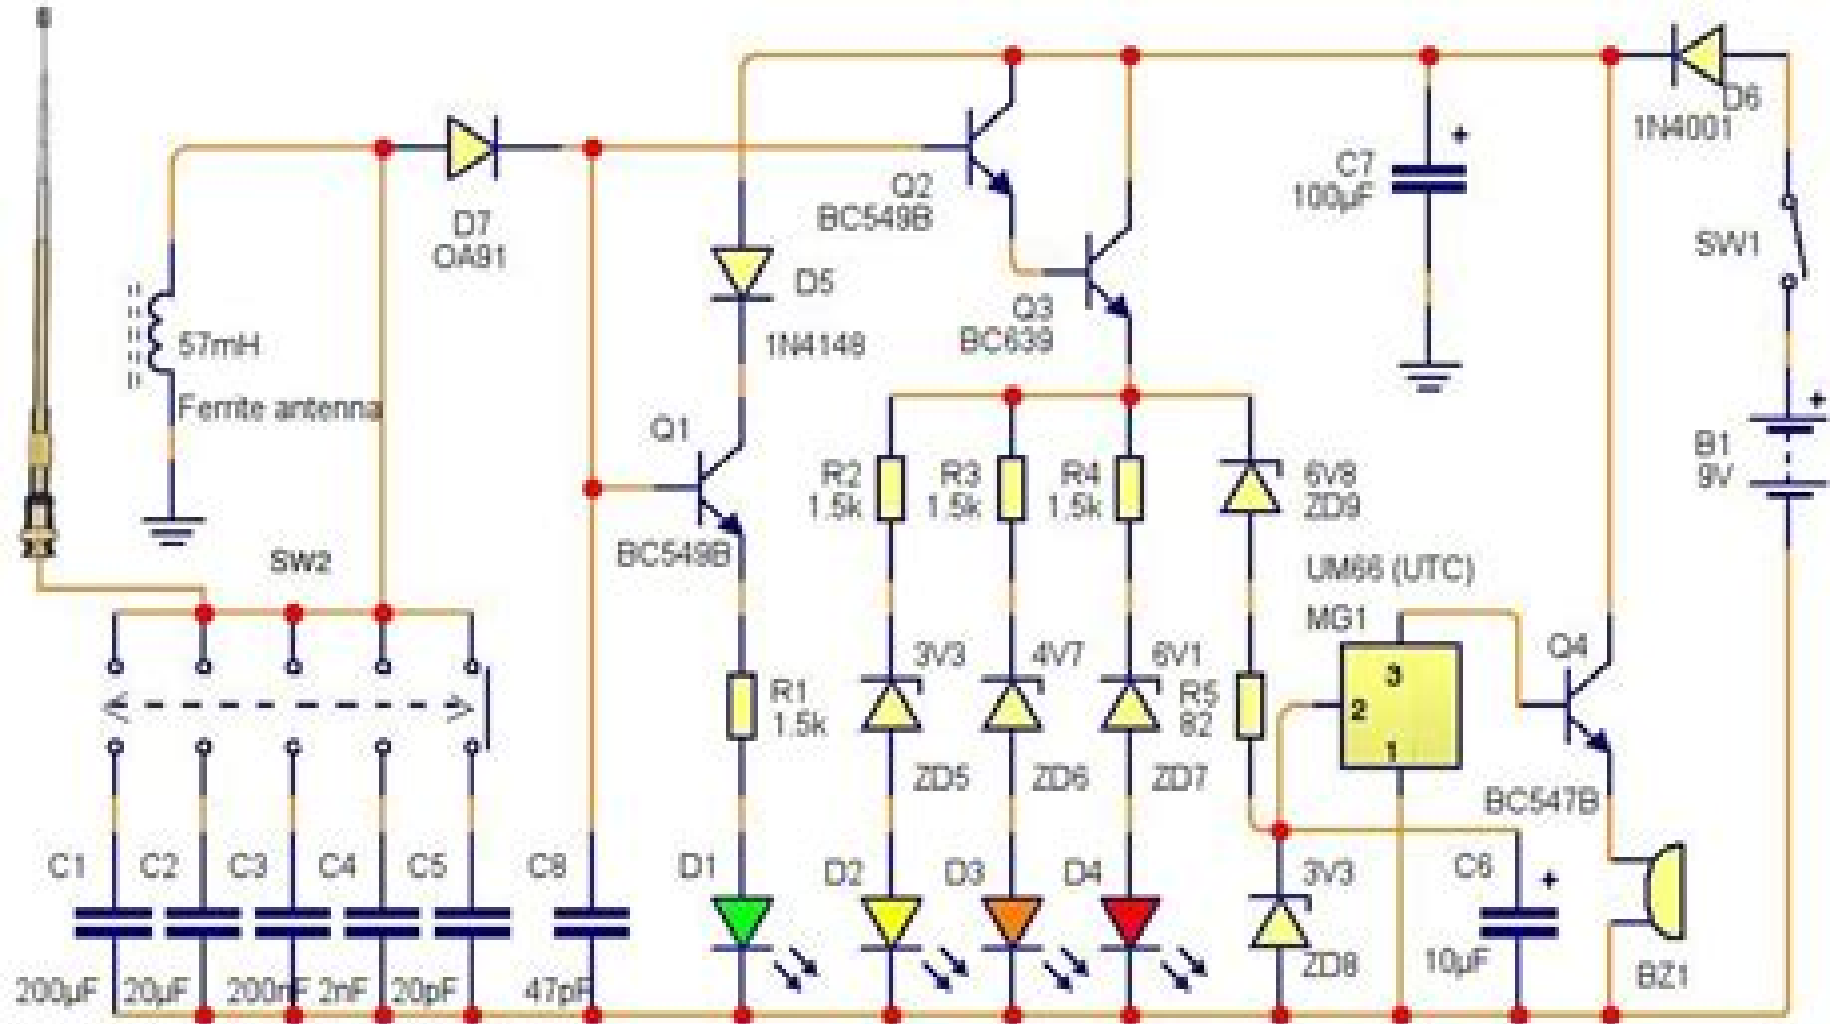 D6
1N4001
+
C7
100µF
Q2
BC549B
D7
OA91
SW1
D5
1N4148
Q3
BC639
57mH
Ferrite antenna
+
B1
9V
Q1
BC549B
R2
1.5k
R3
1.5k
R4
1.5k
6V8
ZD9
SW2
UM66 (UTC)
MG1
3
2
1
Q4
BC547B
3V3
4V7
6V1
R1
1.5k
R5
82
ZD5
ZD6
ZD7
C1
C2
C3
C4
C5
C8
D1
D2
D3
D4
3V3
ZD8
C6
+
10µF
BZ1
200µF
20µF
200nF
2nF
20pF
47pF